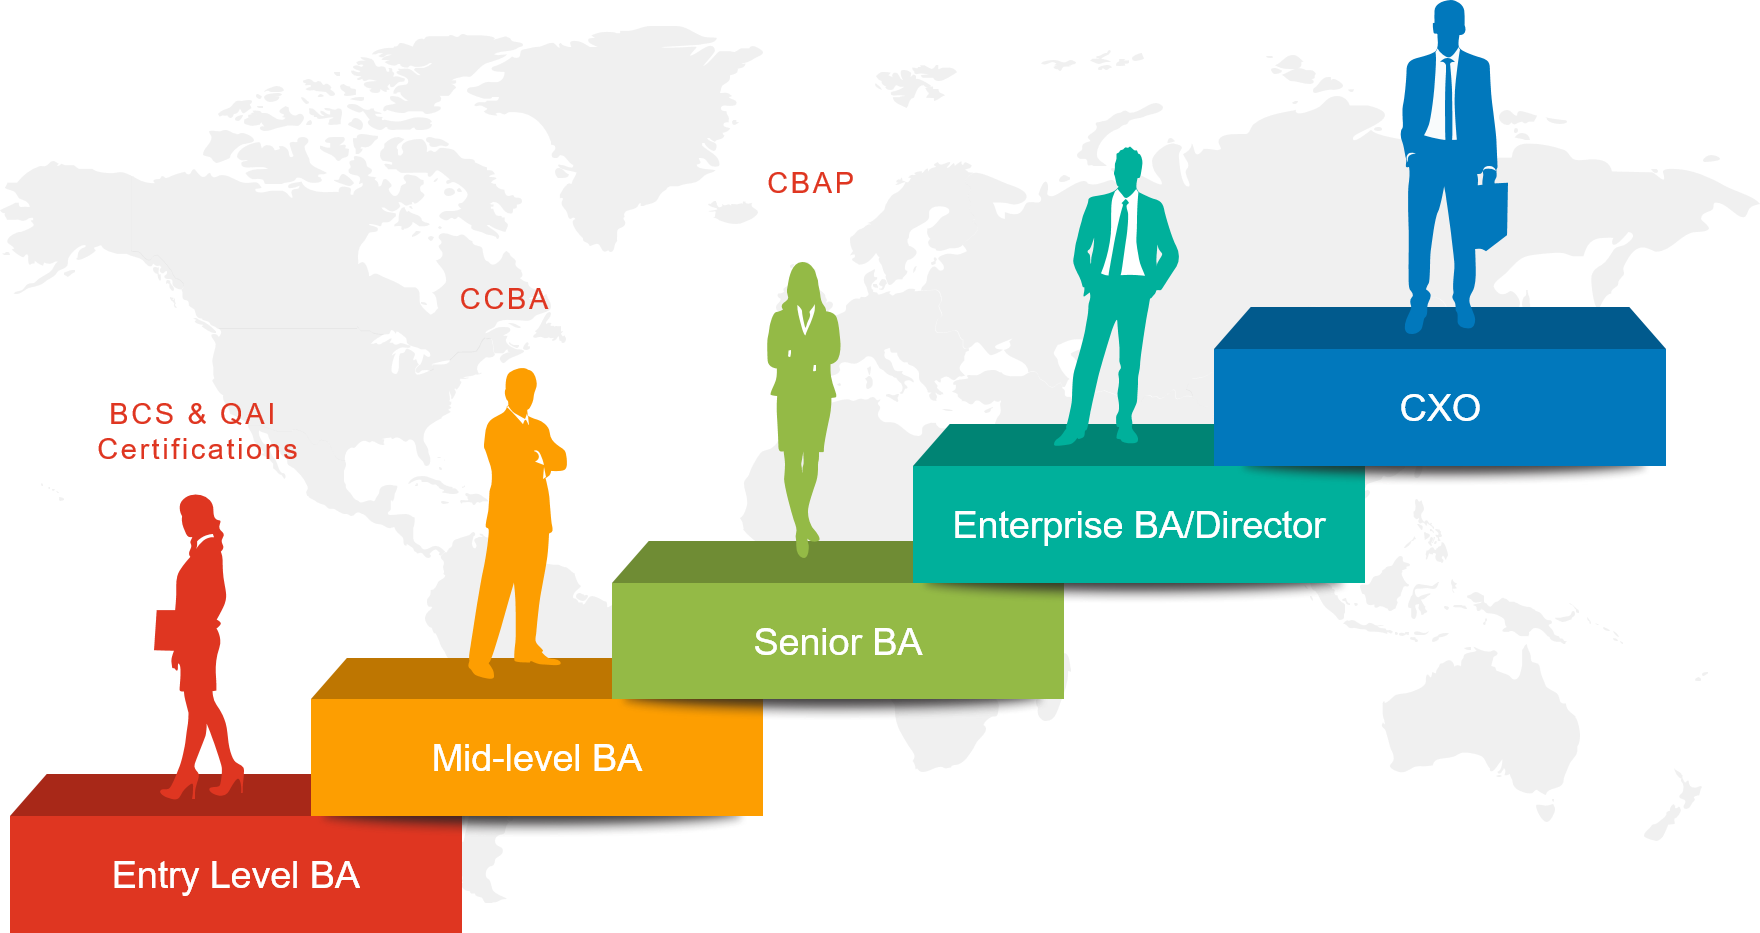 CBAP
CCBA
CXO
BCS & QAI
Certifications
Enterprise BA/Director
Senior BA
Mid-level BA
Entry Level BA